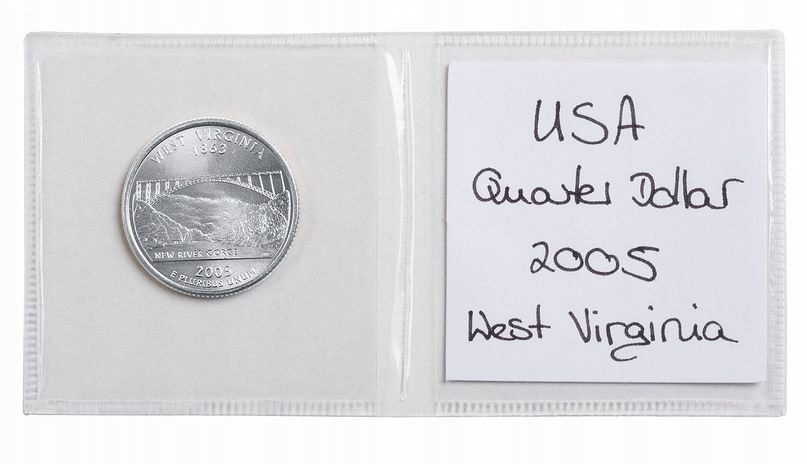 WEST VIRGINIA
1863
NEW RIVER GORGE
2005
E PLURIBUS UNUM
USA
Quarter Dollar
2005
West Virginia